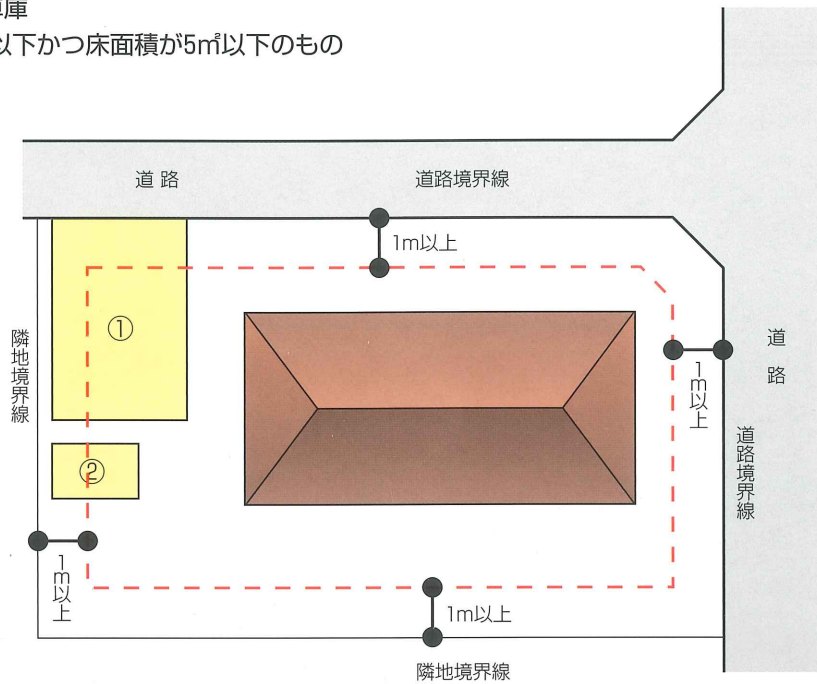 庫
以下かつ床面積が5㎡以下のもの
道 路
道路境界線
1m以上
①
隣地境界線
道 路
1m以上
道路境界線
②
1m以上
1m以上
隣地境界線